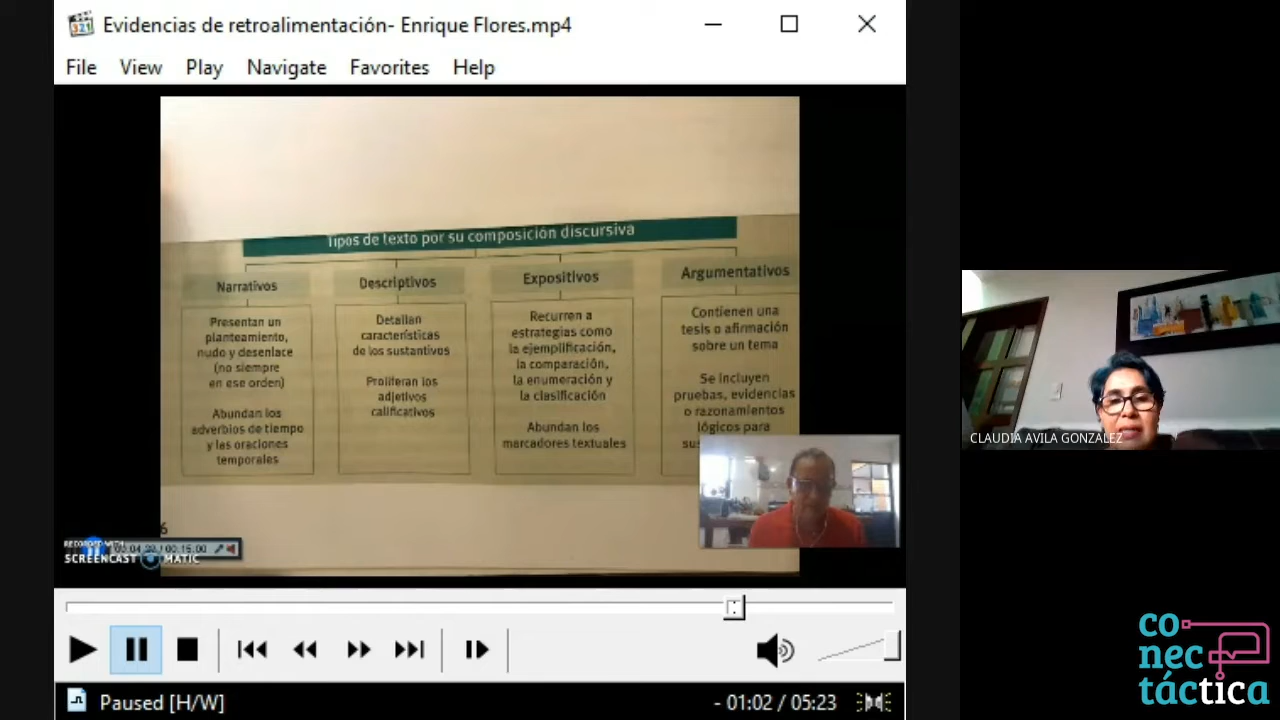 Evidencias de retroalimentación- Enrique Flores.mp4
File View Play Navigate Favorites Help
Tipos de texto por su composición discursiva
Narrativos
Presentan un
planteamiento,
nudo y desenlace
(no siempre
en ese orden)
Abundan los
adverbios de tiempo
y las oraciones
temporales
Descriptivos
Detallan
características
de los sustantivos
Proliferan los
adjetivos
calificativos
Expositivos
Recurren a
estrategias como
la ejemplificación,
la comparación,
la enumeración y
la clasificación
Abundan los
marcadores textuales
Argumentativos
Contienen una
tesis o afirmación
sobre un tema
Se incluyen
pruebas, evidencias
o razonamientos
lógicos para
6
RECORDED WITH
SCREENCAST MATIC
CLAUDIA AVILA GONZALEZ
Paused [H/W]
- 01:02 / 05:23
co
nec
táctica